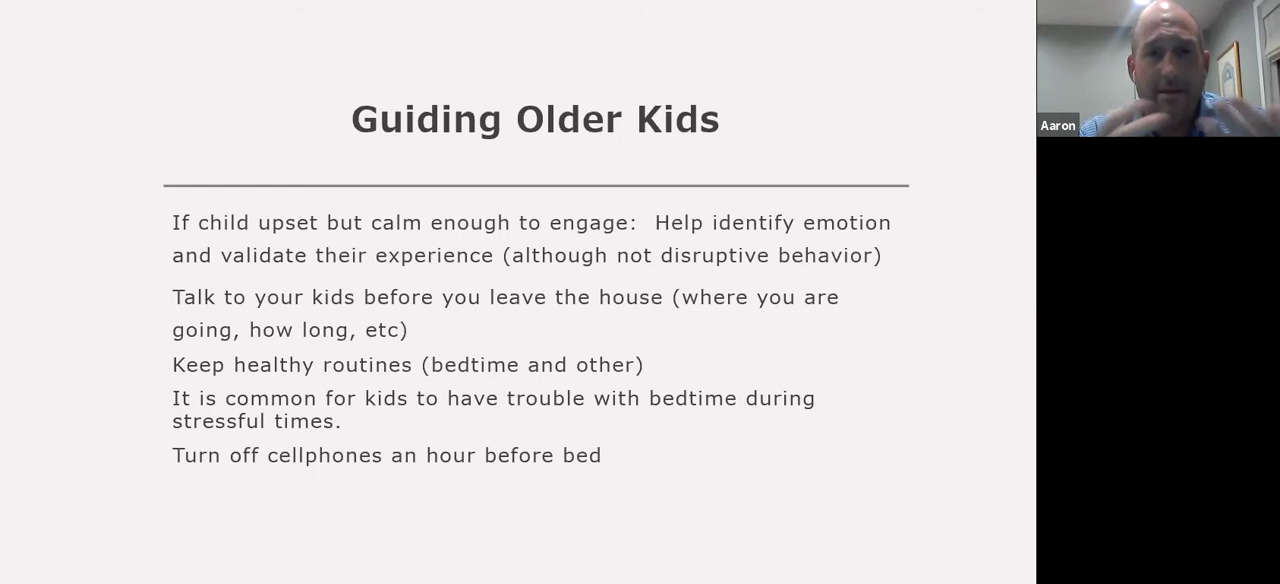 Guiding Older Kids
If child upset but calm enough to engage:  Help identify emotion
and validate their experience (although not disruptive behavior)
Talk to your kids before you leave the house (where you are
going, how long, etc)
Keep healthy routines (bedtime and other)
It is common for kids to have trouble with bedtime during
stressful times.
Turn off cellphones an hour before bed
Aaron